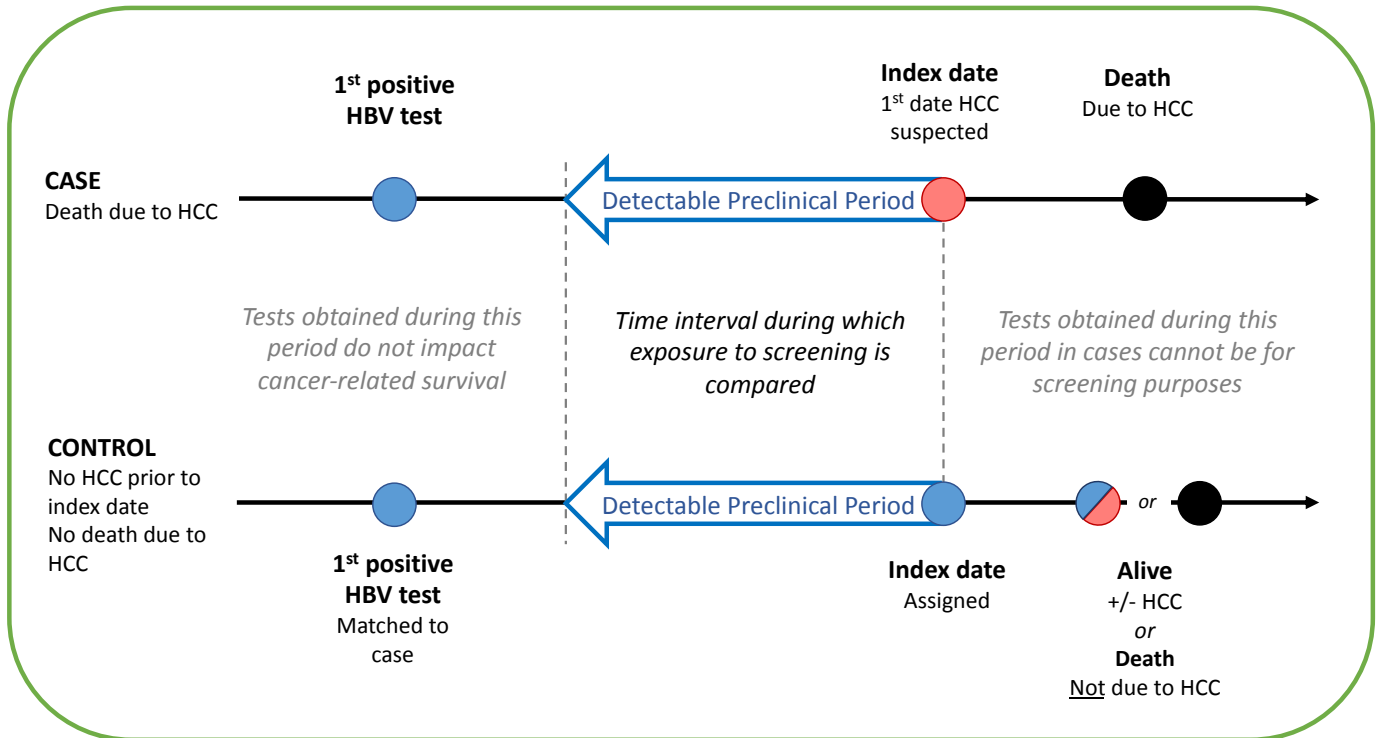 1st positive
HBV test
Index date
1st date HCC
suspected
Death
Due to HCC
CASE
Death due to HCC
Detectable Preclinical Period
Tests obtained during this
period do not impact
cancer-related survival
Time interval during which
exposure to screening is
compared
Tests obtained during this
period in cases cannot be for
screening purposes
CONTROL
No HCC prior to
index date
No death due to
HCC
Detectable Preclinical Period
or
1st positive
HBV test
Matched to
case
Index date
Assigned
Alive
+/- HCC
or
Death
Not due to HCC